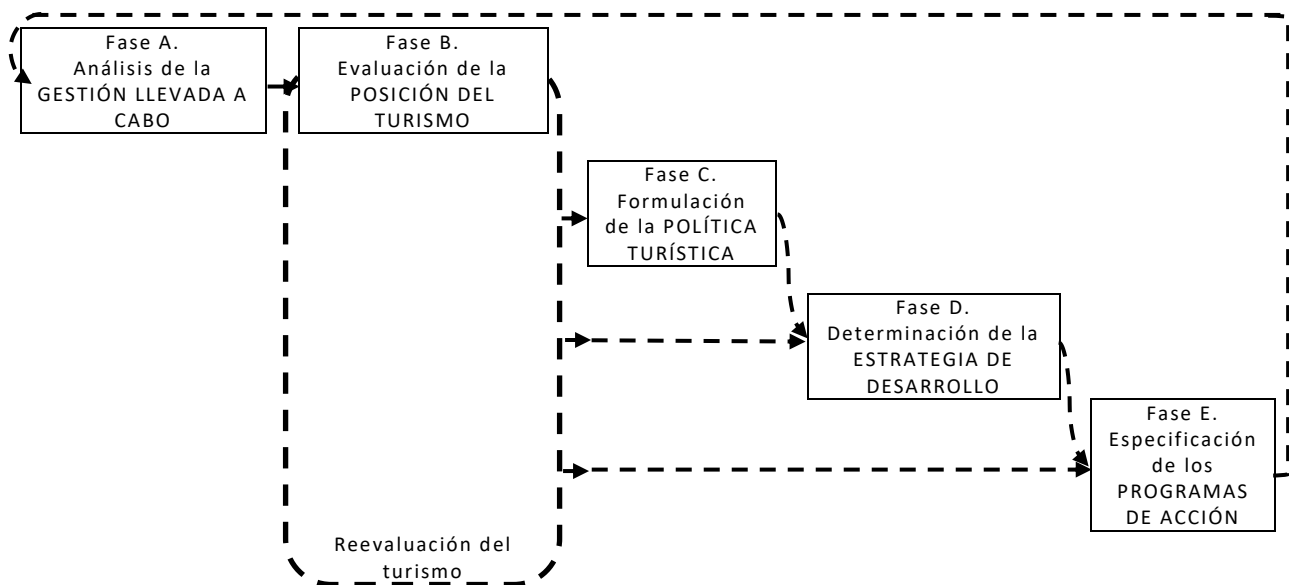 Fase A.
Análisis de la
GESTIÓN LLEVADA A
CABO
Fase B.
Evaluación de la
POSICIÓN DEL
TURISMO
Fase C.
Formulación
de la POLÍTICA
TURÍSTICA
Fase D.
Determinación de la
ESTRATEGIA DE
DESARROLLO
Fase E.
Especificación
de los
PROGRAMAS
DE ACCIÓN
Reevaluación del
turismo